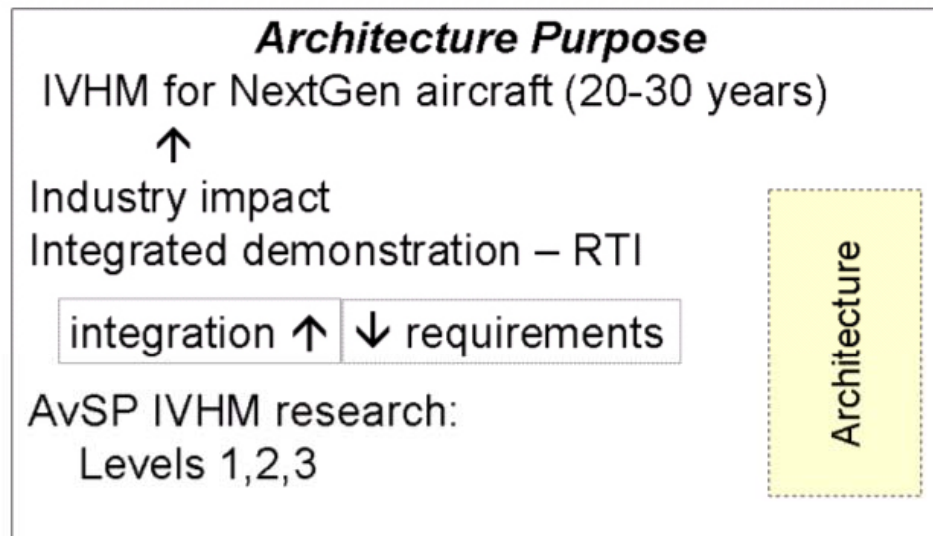 Architecture Purpose
IVHM for NextGen aircraft (20-30 years)
↑
Industry impact
Integrated demonstration – RTI
integration ↑ ↓ requirements
AvSP IVHM research:
Levels 1,2,3
Architecture